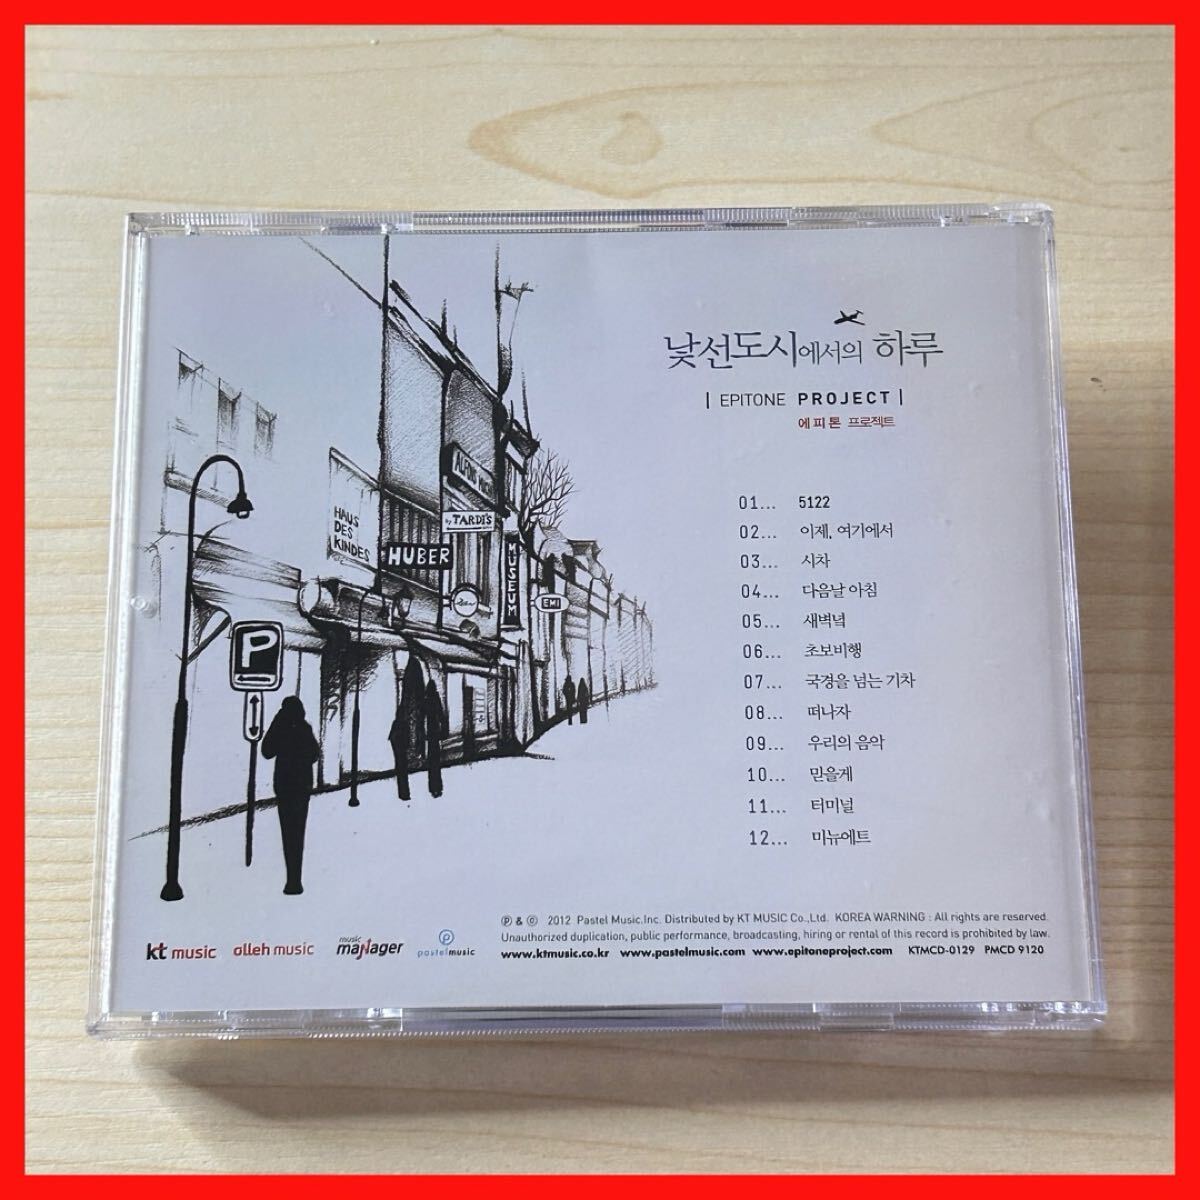 낯선도시에서의 하루
| EPITONE PROJECT |
에피톤 프로젝트
01... 5122
02... 이제, 여기에서
03... 시차
04... 다음날 아침
05... 새벽녘
06... 초보비행
07... 국경을 넘는 기차
08... 떠나자
09... 우리의 음악
10... 믿을게
11... 터미널
12... 미뉴에트
HAUS
DES
KINDES
HUBER
by TARDI'S
MUSEUM
EMI
P
kt music
olleh music
music
manager
pastelmusic
Ⓟ & ⓒ 2012 Pastel Music.Inc. Distributed by KT MUSIC Co.,Ltd. KOREA WARNING : All rights are reserved.
Unauthorized duplication, public performance, broadcasting, hiring or rental of this record is prohibited by law.
www.ktmusic.co.kr www.pastelmusic.com www.epitoneproject.com KTMCD-0129 PMCD 9120